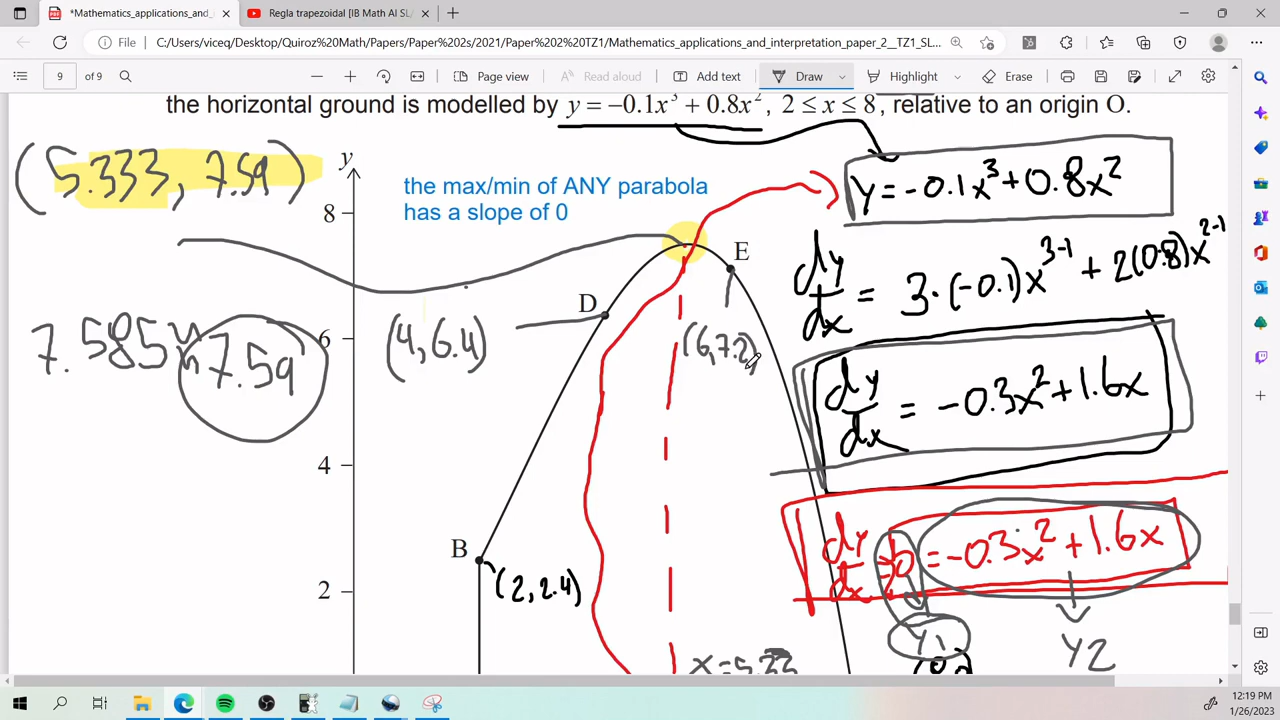 *Mathematics_applications_and_in
Regla trapezoidal [IB Math AI SL/
File
C:/Users/viceq/Desktop/Quiroz%20Math/Papers/Paper%202s/2021/Paper%202%20TZ1/Mathematics_applications_and_interpretation_paper_2__TZ1_SL...
9 of 9
Page view
Read aloud
Add text
Draw
Highlight
Erase
the horizontal ground is modelled by y = −0.1x³ + 0.8x², 2 ≤ x ≤ 8, relative to an origin O.
(5.333, 7.59)
y
the max/min of ANY parabola
has a slope of 0
y = -0.1x³ + 0.8x²
8
E
dy/dx = 3·(-0.1)x^{3-1} + 2(0.8)x^{2-1}
D
7.585 ≈ 7.59
6
(4, 6.4)
(6, 7.2)
dy/dx = -0.3x² + 1.6x
4
B
dy/dx = 0 = -0.3x² + 1.6x
2
(2, 2.4)
Y1
Y2
x = 5.33
12:19 PM
1/26/2023